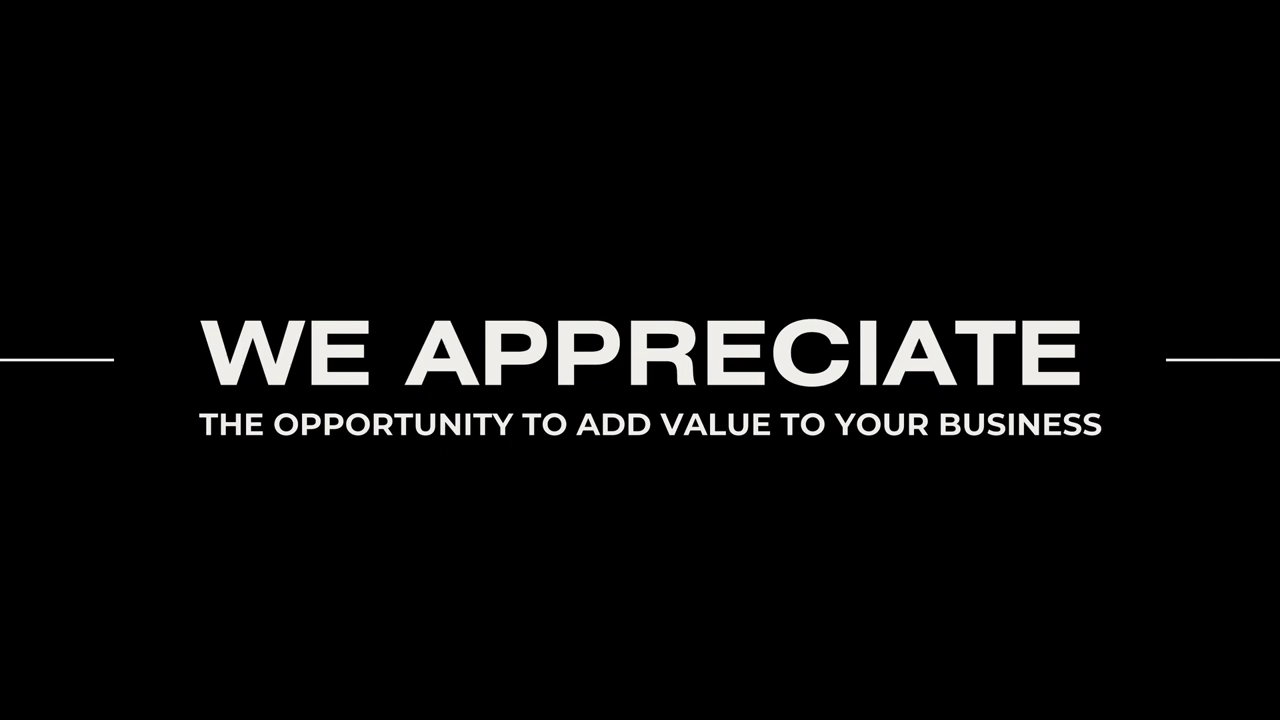 WE APPRECIATE
THE OPPORTUNITY TO ADD VALUE TO YOUR BUSINESS